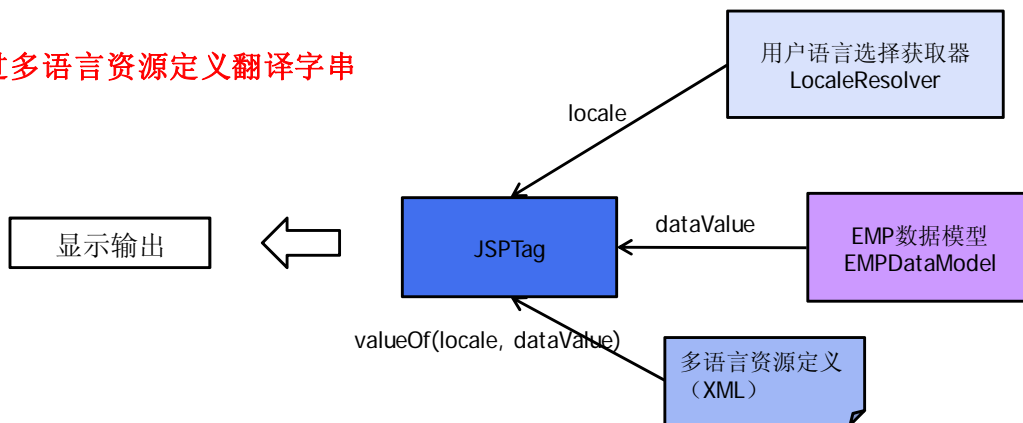 多语言资源定义翻译字串
用户语言选择获取器
LocaleResolver
locale
显示输出
JSPTag
dataValue
EMP数据模型
EMPDataModel
valueOf(locale, dataValue)
多语言资源定义
（XML）